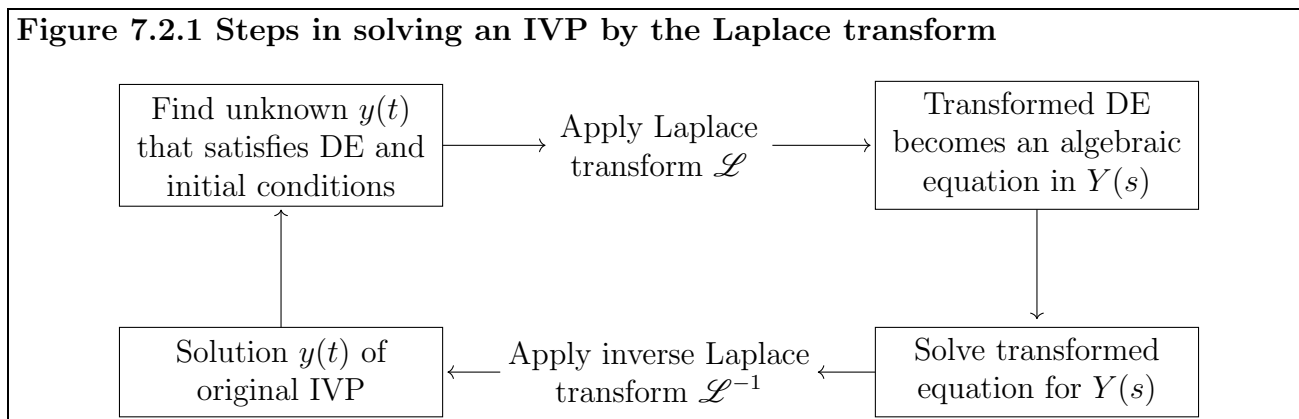 Figure 7.2.1 Steps in solving an IVP by the Laplace transform
Find unknown y(t)
that satisfies DE and
initial conditions
Apply Laplace
transform ℒ
Transformed DE
becomes an algebraic
equation in Y(s)
Solution y(t) of
original IVP
Apply inverse Laplace
transform ℒ⁻¹
Solve transformed
equation for Y(s)